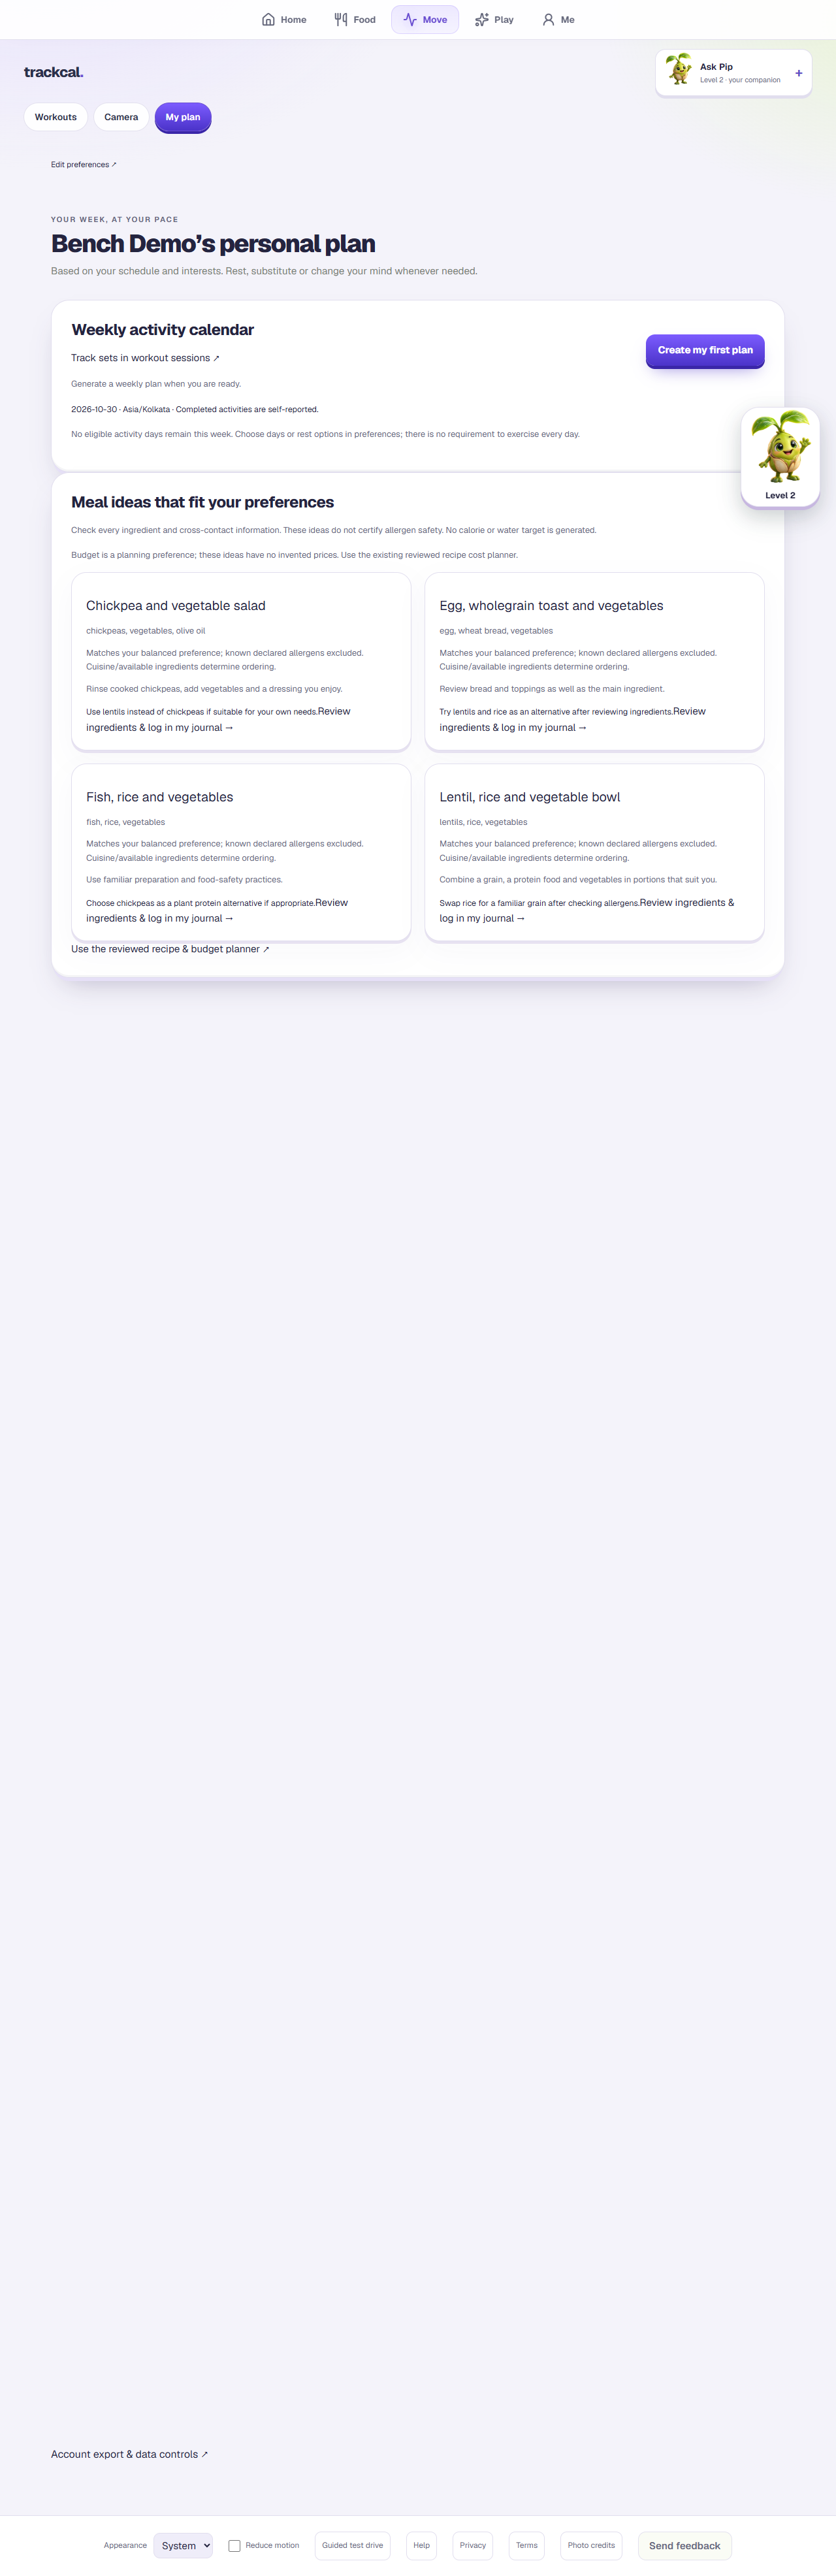 Home
Food
Move
Play
Me
trackcal.
Ask Pip
Level 2 · your companion
+
Workouts
Camera
My plan
Edit preferences ↗
YOUR WEEK, AT YOUR PACE
Bench Demo’s personal plan
Based on your schedule and interests. Rest, substitute or change your mind whenever needed.
Weekly activity calendar
Track sets in workout sessions ↗
Create my first plan
Generate a weekly plan when you are ready.
2026-10-30 · Asia/Kolkata · Completed activities are self-reported.
No eligible activity days remain this week. Choose days or rest options in preferences; there is no requirement to exercise every day.
Level 2
Meal ideas that fit your preferences
Check every ingredient and cross-contact information. These ideas do not certify allergen safety. No calorie or water target is generated.
Budget is a planning preference; these ideas have no invented prices. Use the existing reviewed recipe cost planner.
Chickpea and vegetable salad
chickpeas, vegetables, olive oil
Matches your balanced preference; known declared allergens excluded.
Cuisine/available ingredients determine ordering.
Rinse cooked chickpeas, add vegetables and a dressing you enjoy.
Use lentils instead of chickpeas if suitable for your own needs.Review
ingredients & log in my journal →
Egg, wholegrain toast and vegetables
egg, wheat bread, vegetables
Matches your balanced preference; known declared allergens excluded.
Cuisine/available ingredients determine ordering.
Review bread and toppings as well as the main ingredient.
Try lentils and rice as an alternative after reviewing ingredients.Review
ingredients & log in my journal →
Fish, rice and vegetables
fish, rice, vegetables
Matches your balanced preference; known declared allergens excluded.
Cuisine/available ingredients determine ordering.
Use familiar preparation and food-safety practices.
Choose chickpeas as a plant protein alternative if appropriate.Review
ingredients & log in my journal →
Lentil, rice and vegetable bowl
lentils, rice, vegetables
Matches your balanced preference; known declared allergens excluded.
Cuisine/available ingredients determine ordering.
Combine a grain, a protein food and vegetables in portions that suit you.
Swap rice for a familiar grain after checking allergens.Review ingredients &
log in my journal →
Use the reviewed recipe & budget planner ↗
Account export & data controls ↗
Appearance
System
Reduce motion
Guided test drive
Help
Privacy
Terms
Photo credits
Send feedback